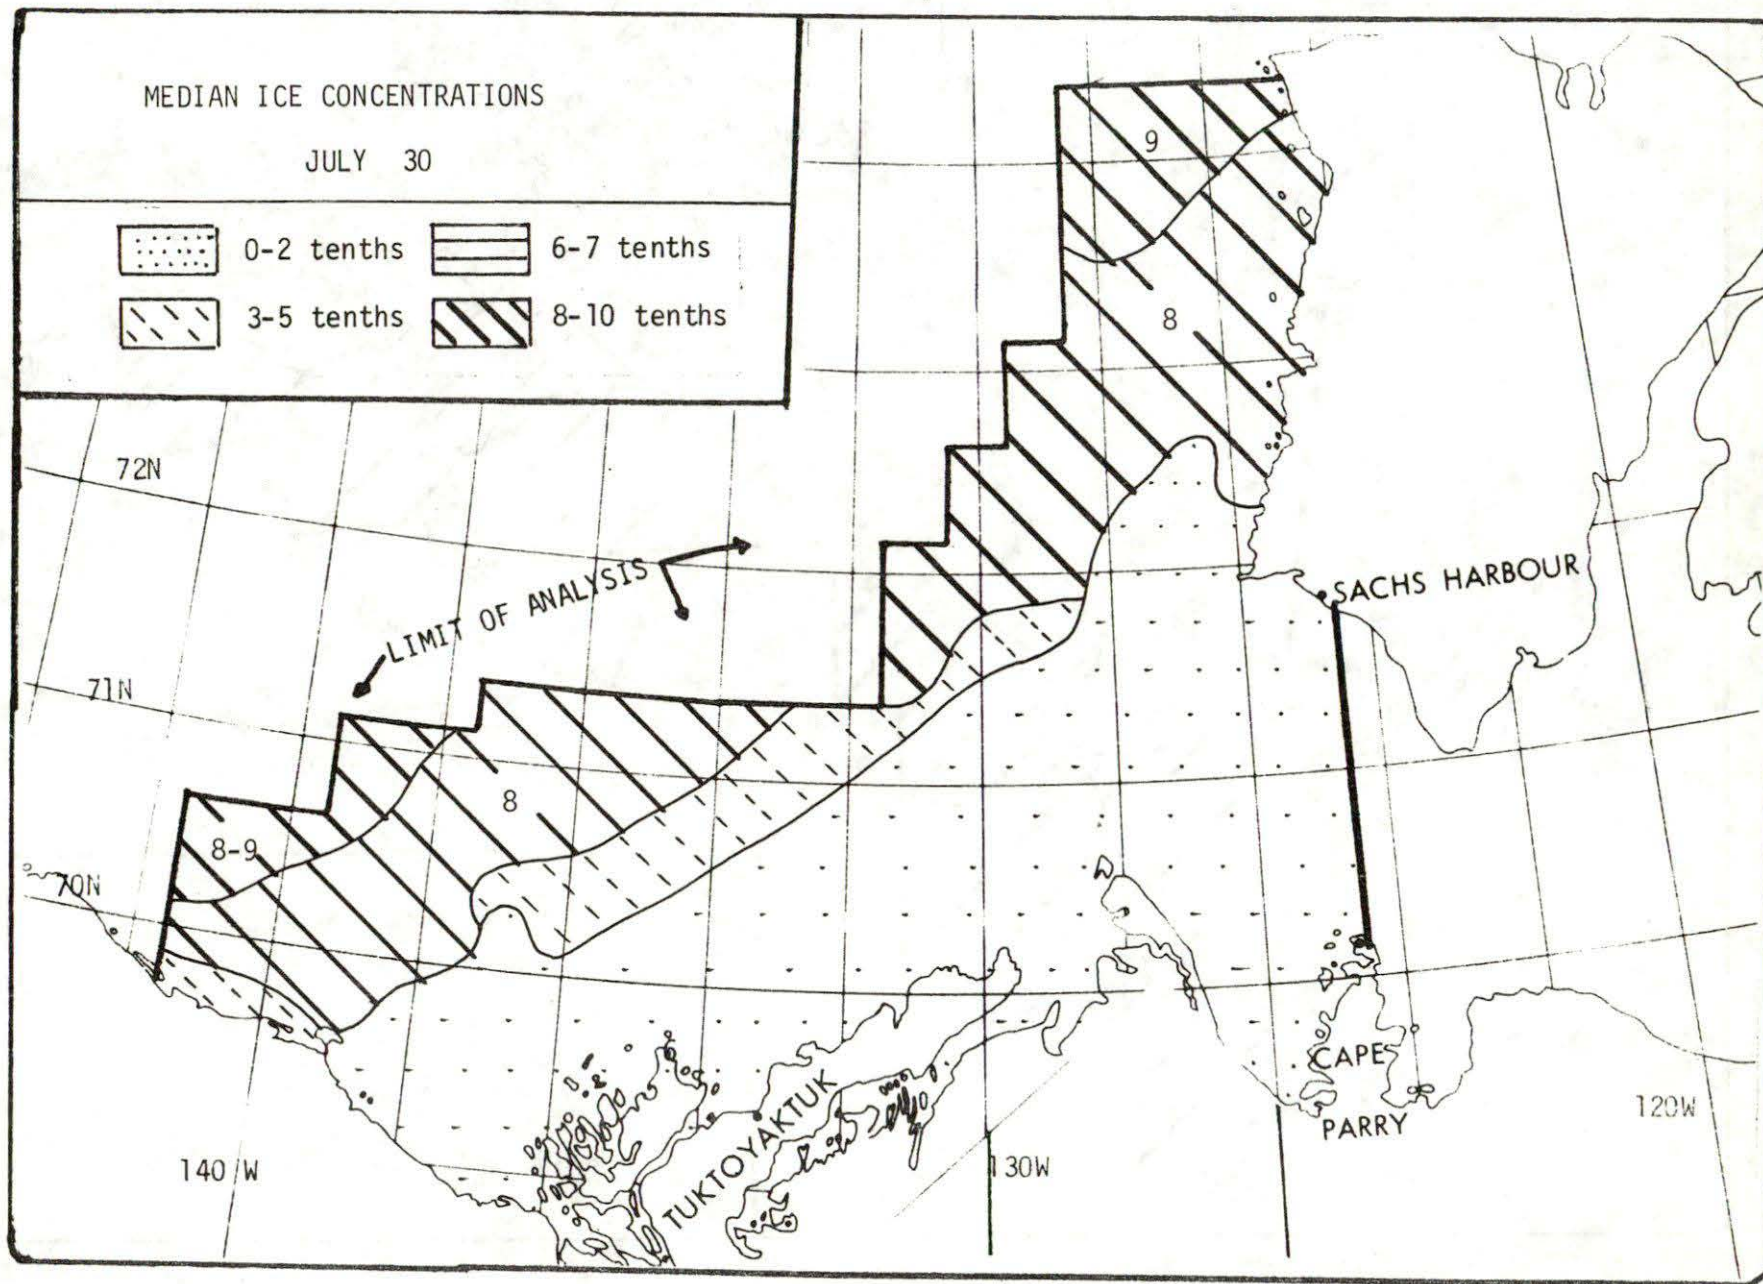 MEDIAN ICE CONCENTRATIONS
JULY 30
0-2 tenths
6-7 tenths
3-5 tenths
8-10 tenths
9
8
72N
LIMIT OF ANALYSIS
SACHS HARBOUR
71N
8
8-9
70N
CAPE
PARRY
TUKTOYAKTUK
140 W
130W
120W